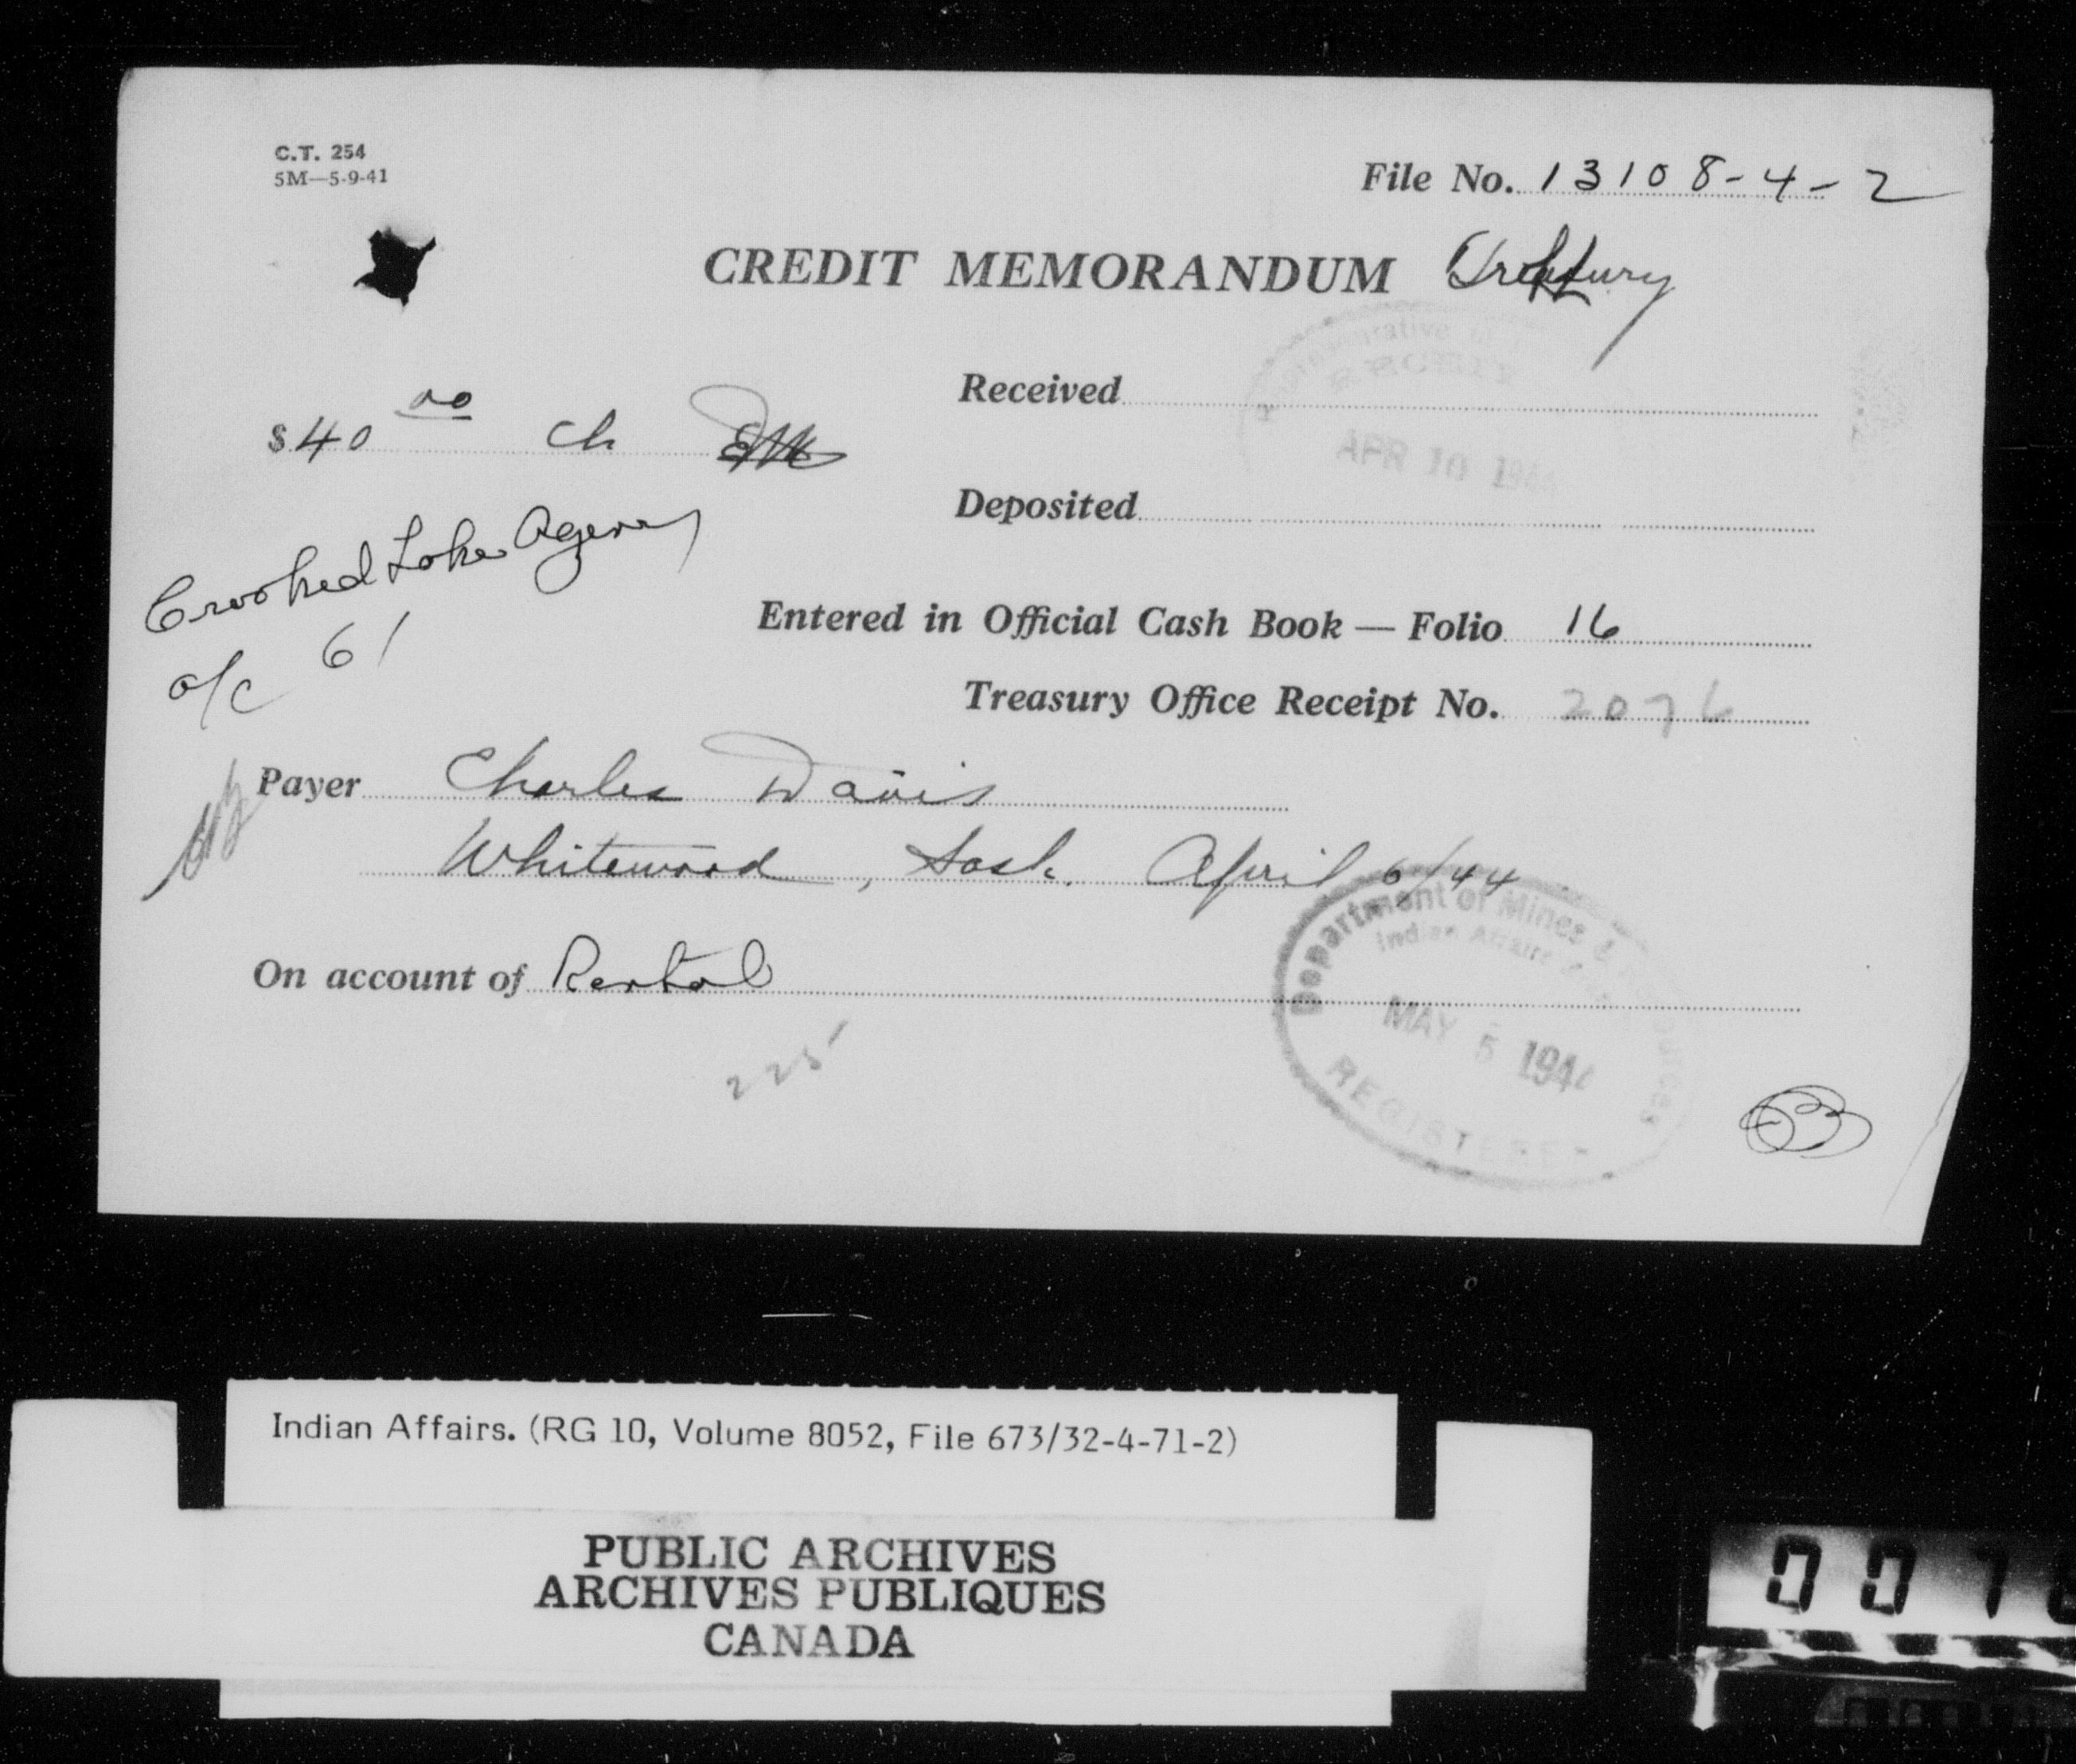 C.T. 254
5M—5-9-41
File No. 13108-4-2
CREDIT MEMORANDUM Treasury
Received
APR 10 194
$40 00 ch
Deposited
Crooked Lake Agency
Entered in Official Cash Book — Folio 16
a/c 61
Treasury Office Receipt No. 2076
Payer Charles Davis
Whitewood, Sask. April 6/44
Department of Mines &
Indian Affairs
On account of Rental
MAY 5 1944
225-
REGISTERED
Indian Affairs. (RG 10, Volume 8052, File 673/32-4-71-2)
PUBLIC ARCHIVES
ARCHIVES PUBLIQUES
CANADA